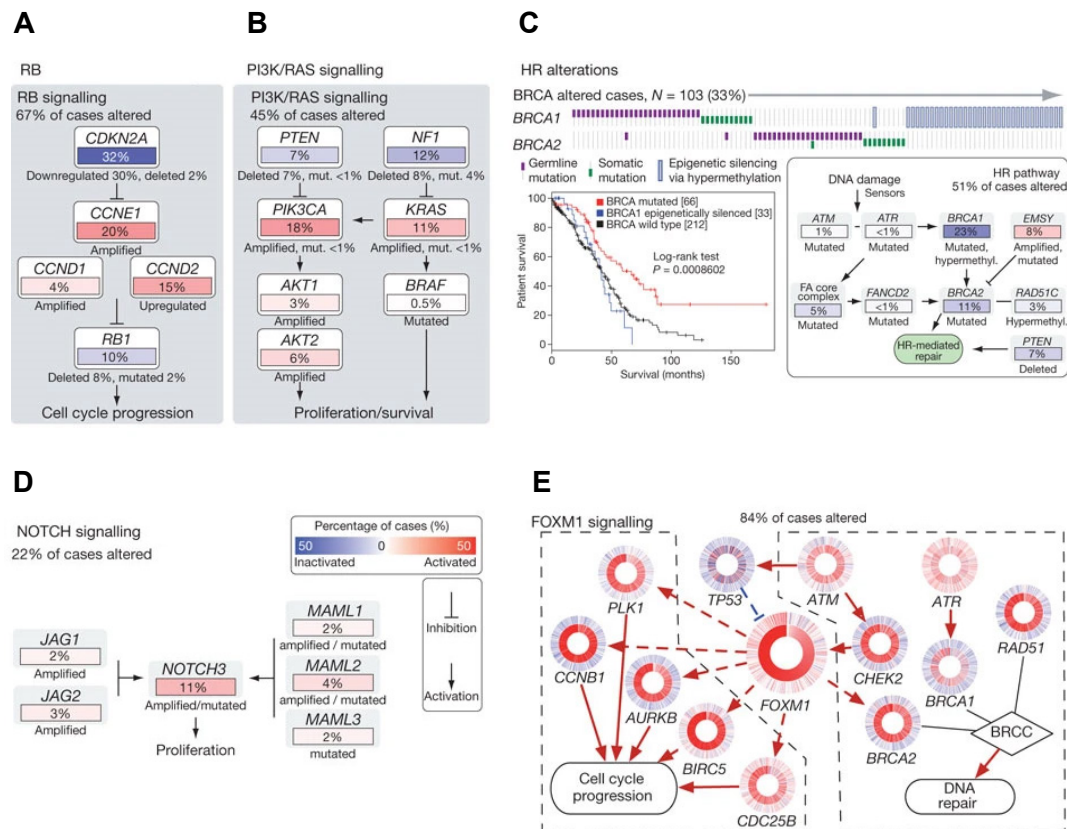 A
RB
RB signalling
67% of cases altered
CDKN2A
32%
Downregulated 30%, deleted 2%
CCNE1
20%
Amplified
CCND1
4%
Amplified
CCND2
15%
Upregulated
RB1
10%
Deleted 8%, mutated 2%
Cell cycle progression
B
PI3K/RAS signalling
PI3K/RAS signalling
45% of cases altered
PTEN
7%
Deleted 7%, mut. <1%
NF1
12%
Deleted 8%, mut. 4%
PIK3CA
18%
Amplified, mut. <1%
KRAS
11%
Amplified, mut. <1%
AKT1
3%
Amplified
BRAF
0.5%
Mutated
AKT2
6%
Amplified
Proliferation/survival
C
HR alterations
BRCA altered cases, N = 103 (33%)
BRCA1
BRCA2
Germline
mutation
Somatic
mutation
Epigenetic silencing
via hypermethylation
BRCA mutated [66]
BRCA1 epigenetically silenced [33]
BRCA wild type [212]
Log-rank test
P = 0.0008602
Patient survival
100
80
60
40
20
0
0
50
100
150
Survival (months)
DNA damage
Sensors
HR pathway
51% of cases altered
ATM
1%
Mutated
ATR
<1%
Mutated
BRCA1
23%
Mutated,
hypermethyl.
EMSY
8%
Amplified,
mutated
FA core
complex
5%
Mutated
FANCD2
<1%
Mutated
BRCA2
11%
Mutated
RAD51C
3%
Hypermethyl.
HR-mediated
repair
PTEN
7%
Deleted
D
NOTCH signalling
22% of cases altered
Percentage of cases (%)
50
0
50
Inactivated
Activated
Inhibition
Activation
JAG1
2%
Amplified
JAG2
3%
Amplified
NOTCH3
11%
Amplified/mutated
Proliferation
MAML1
2%
amplified / mutated
MAML2
4%
amplified / mutated
MAML3
2%
mutated
E
FOXM1 signalling
84% of cases altered
PLK1
TP53
ATM
ATR
RAD51
CCNB1
AURKB
FOXM1
CHEK2
BRCA1
BIRC5
BRCA2
BRCC
CDC25B
Cell cycle
progression
DNA
repair